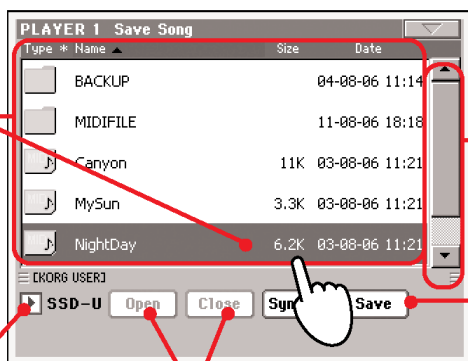 PLAYER 1 Save Song
Type * Name Size Date
BACKUP 04-08-06 11:14
MIDIFILE 11-08-06 18:18
Canyon 11K 03-08-06 11:21
MySun 3.3K 03-08-06 11:21
NightDay 6.2K 03-08-06 11:21
[KORG USER]
SSD-U Open Close Save